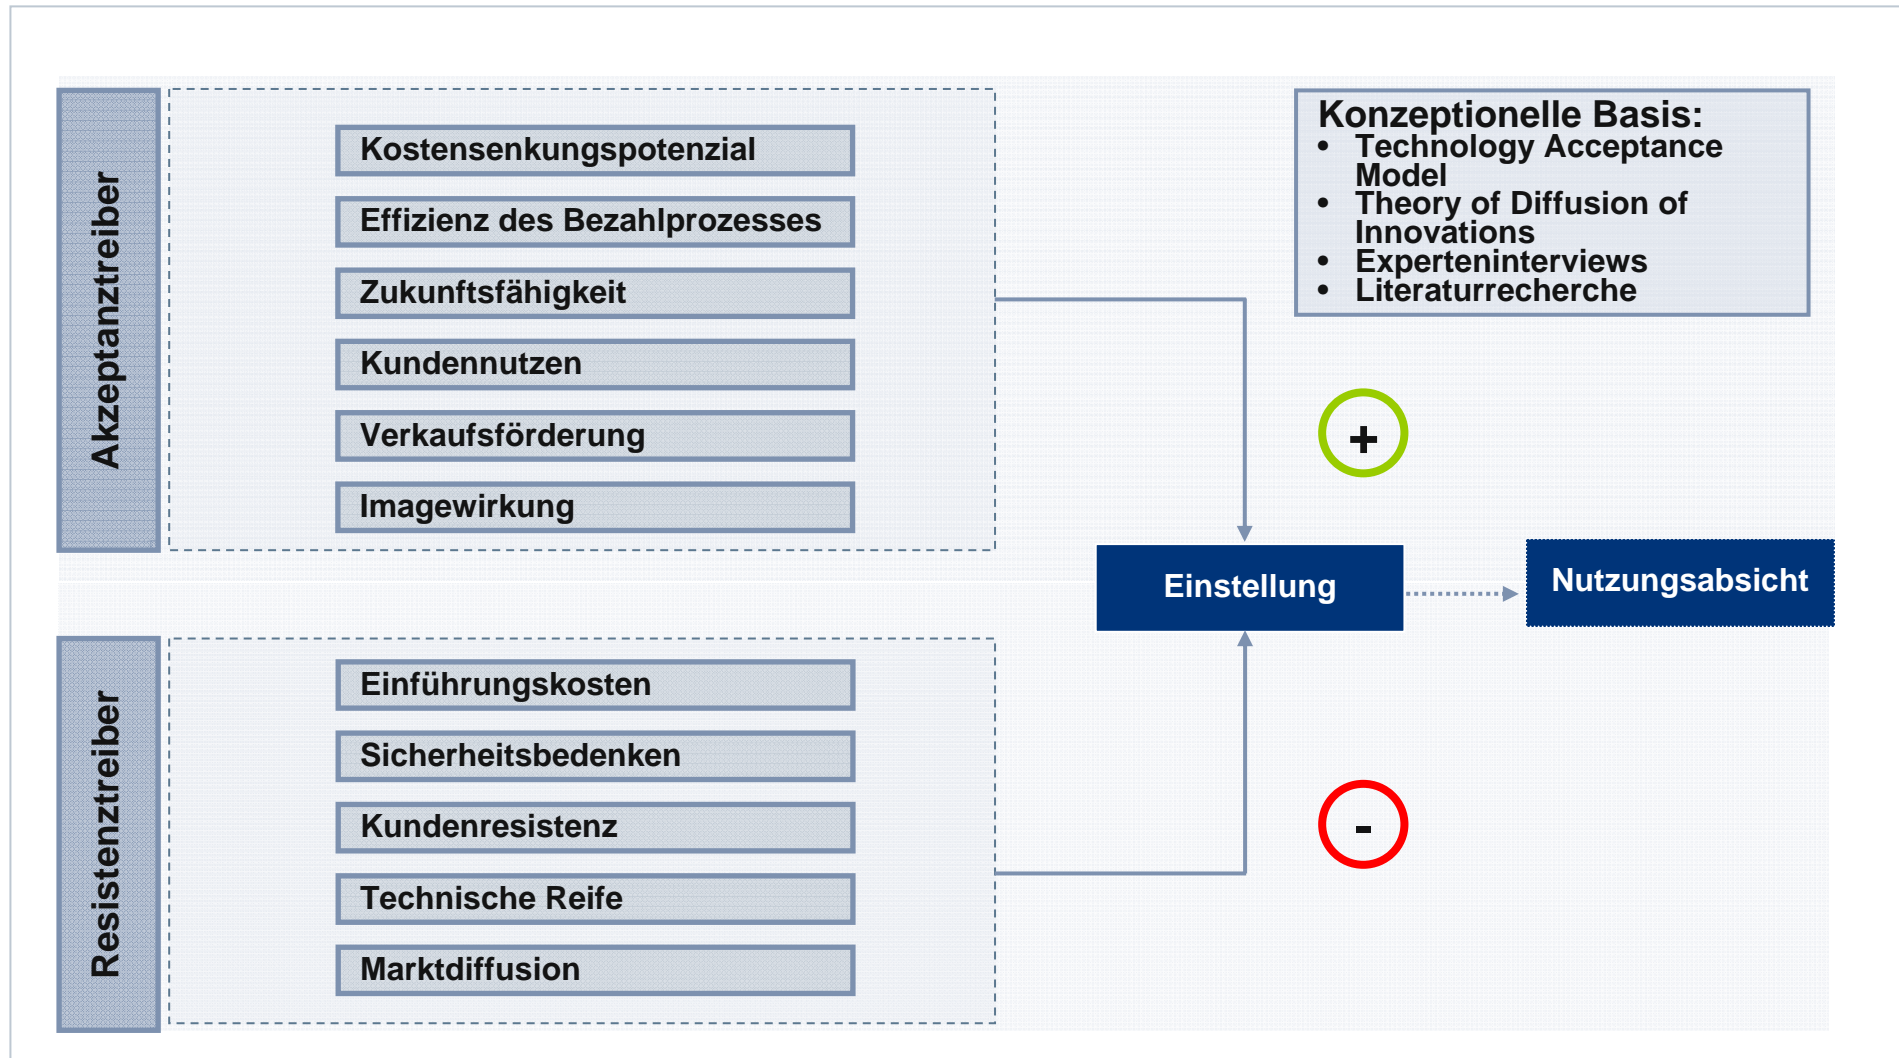 Akzeptanztreiber
Kostensenkungspotenzial
Effizienz des Bezahlprozesses
Zukunftsfähigkeit
Kundennutzen
Verkaufsförderung
Imagewirkung
Konzeptionelle Basis:
• Technology Acceptance
Model
• Theory of Diffusion of
Innovations
• Experteninterviews
• Literaturrecherche
+
Einstellung
Nutzungsabsicht
Resistenztreiber
Einführungskosten
Sicherheitsbedenken
Kundenresistenz
Technische Reife
Marktdiffusion
-